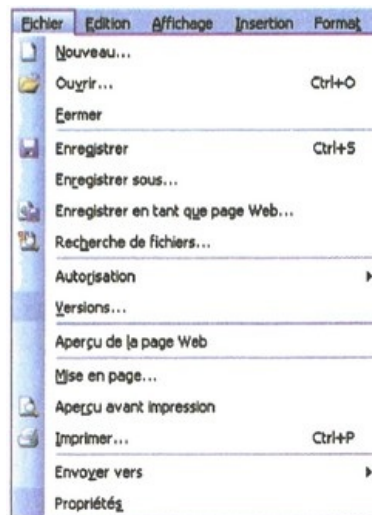 Fichier Edition Affichage Insertion Format
Nouveau...
Ouvrir... Ctrl+O
Fermer
Enregistrer Ctrl+S
Enregistrer sous...
Enregistrer en tant que page Web...
Recherche de fichiers...
Autorisation
Versions...
Aperçu de la page Web
Mise en page...
Aperçu avant impression
Imprimer... Ctrl+P
Envoyer vers
Propriétés